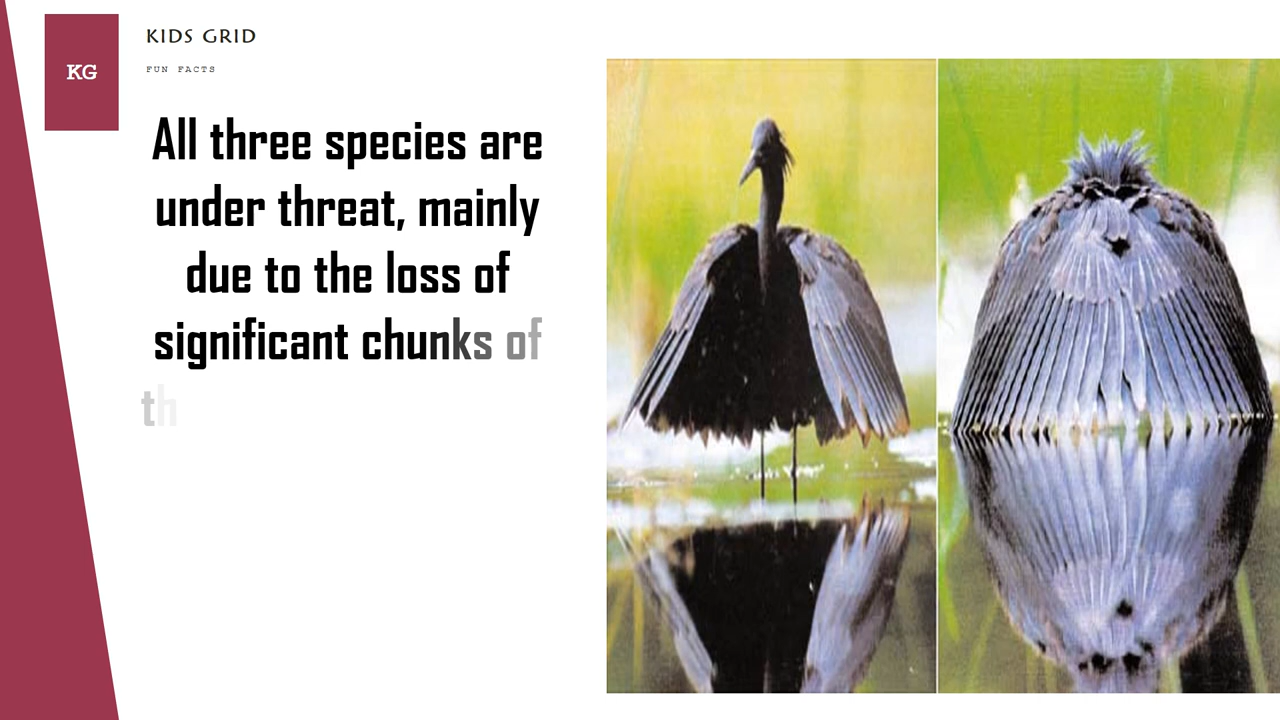 KG
KIDS GRID
FUN FACTS
All three species are
under threat, mainly
due to the loss of
significant chunks of
th